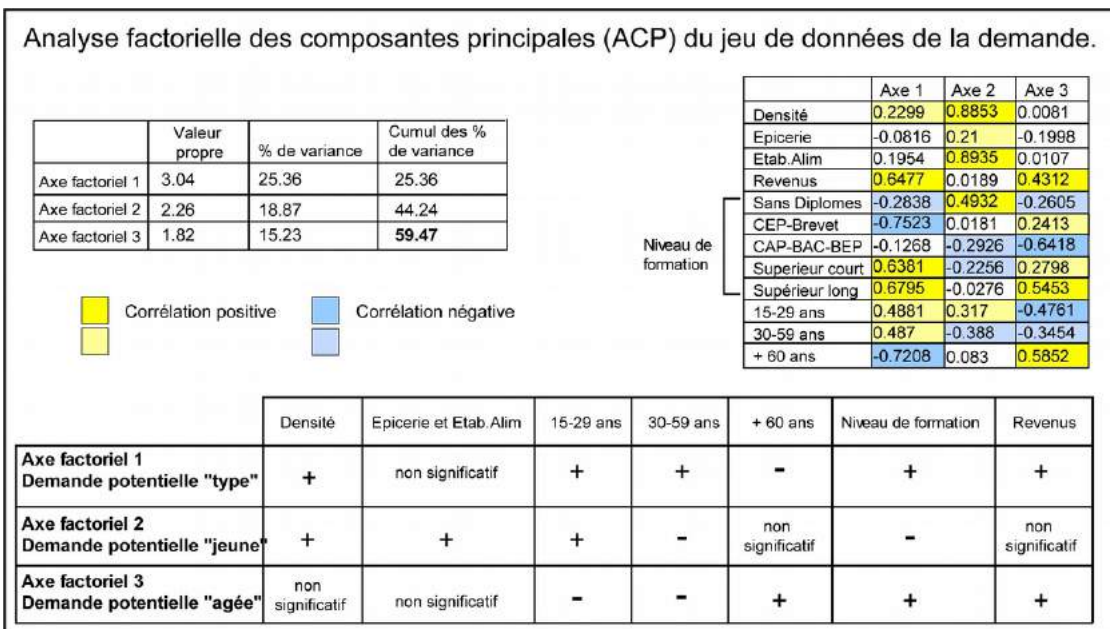 Analyse factorielle des composantes principales (ACP) du jeu de données de la demande.
Valeur propre | % de variance | Cumul des % de variance
Axe factoriel 1 | 3.04 | 25.36 | 25.36
Axe factoriel 2 | 2.26 | 18.87 | 44.24
Axe factoriel 3 | 1.82 | 15.23 | 59.47
Axe 1 | Axe 2 | Axe 3
Densité | 0.2299 | 0.8853 | 0.0081
Epicerie | -0.0816 | 0.21 | -0.1998
Etab.Alim | 0.1954 | 0.8935 | 0.0107
Revenus | 0.6477 | 0.0189 | 0.4312
Niveau de
formation
Sans Diplomes | -0.2838 | 0.4932 | -0.2605
CEP-Brevet | -0.7523 | 0.0181 | 0.2413
CAP-BAC-BEP | -0.1268 | -0.2926 | -0.6418
Superieur court | 0.6381 | -0.2256 | 0.2798
Supérieur long | 0.6795 | -0.0276 | 0.5453
15-29 ans | 0.4881 | 0.317 | -0.4761
30-59 ans | 0.487 | -0.388 | -0.3454
+ 60 ans | -0.7208 | 0.083 | 0.5852
Corrélation positive
Corrélation négative
Densité | Epicerie et Etab.Alim | 15-29 ans | 30-59 ans | + 60 ans | Niveau de formation | Revenus
Axe factoriel 1
Demande potentielle "type" | + | non significatif | + | + | - | + | +
Axe factoriel 2
Demande potentielle "jeune" | + | + | + | - | non significatif | - | non significatif
Axe factoriel 3
Demande potentielle "agée" | non significatif | non significatif | - | - | + | + | +